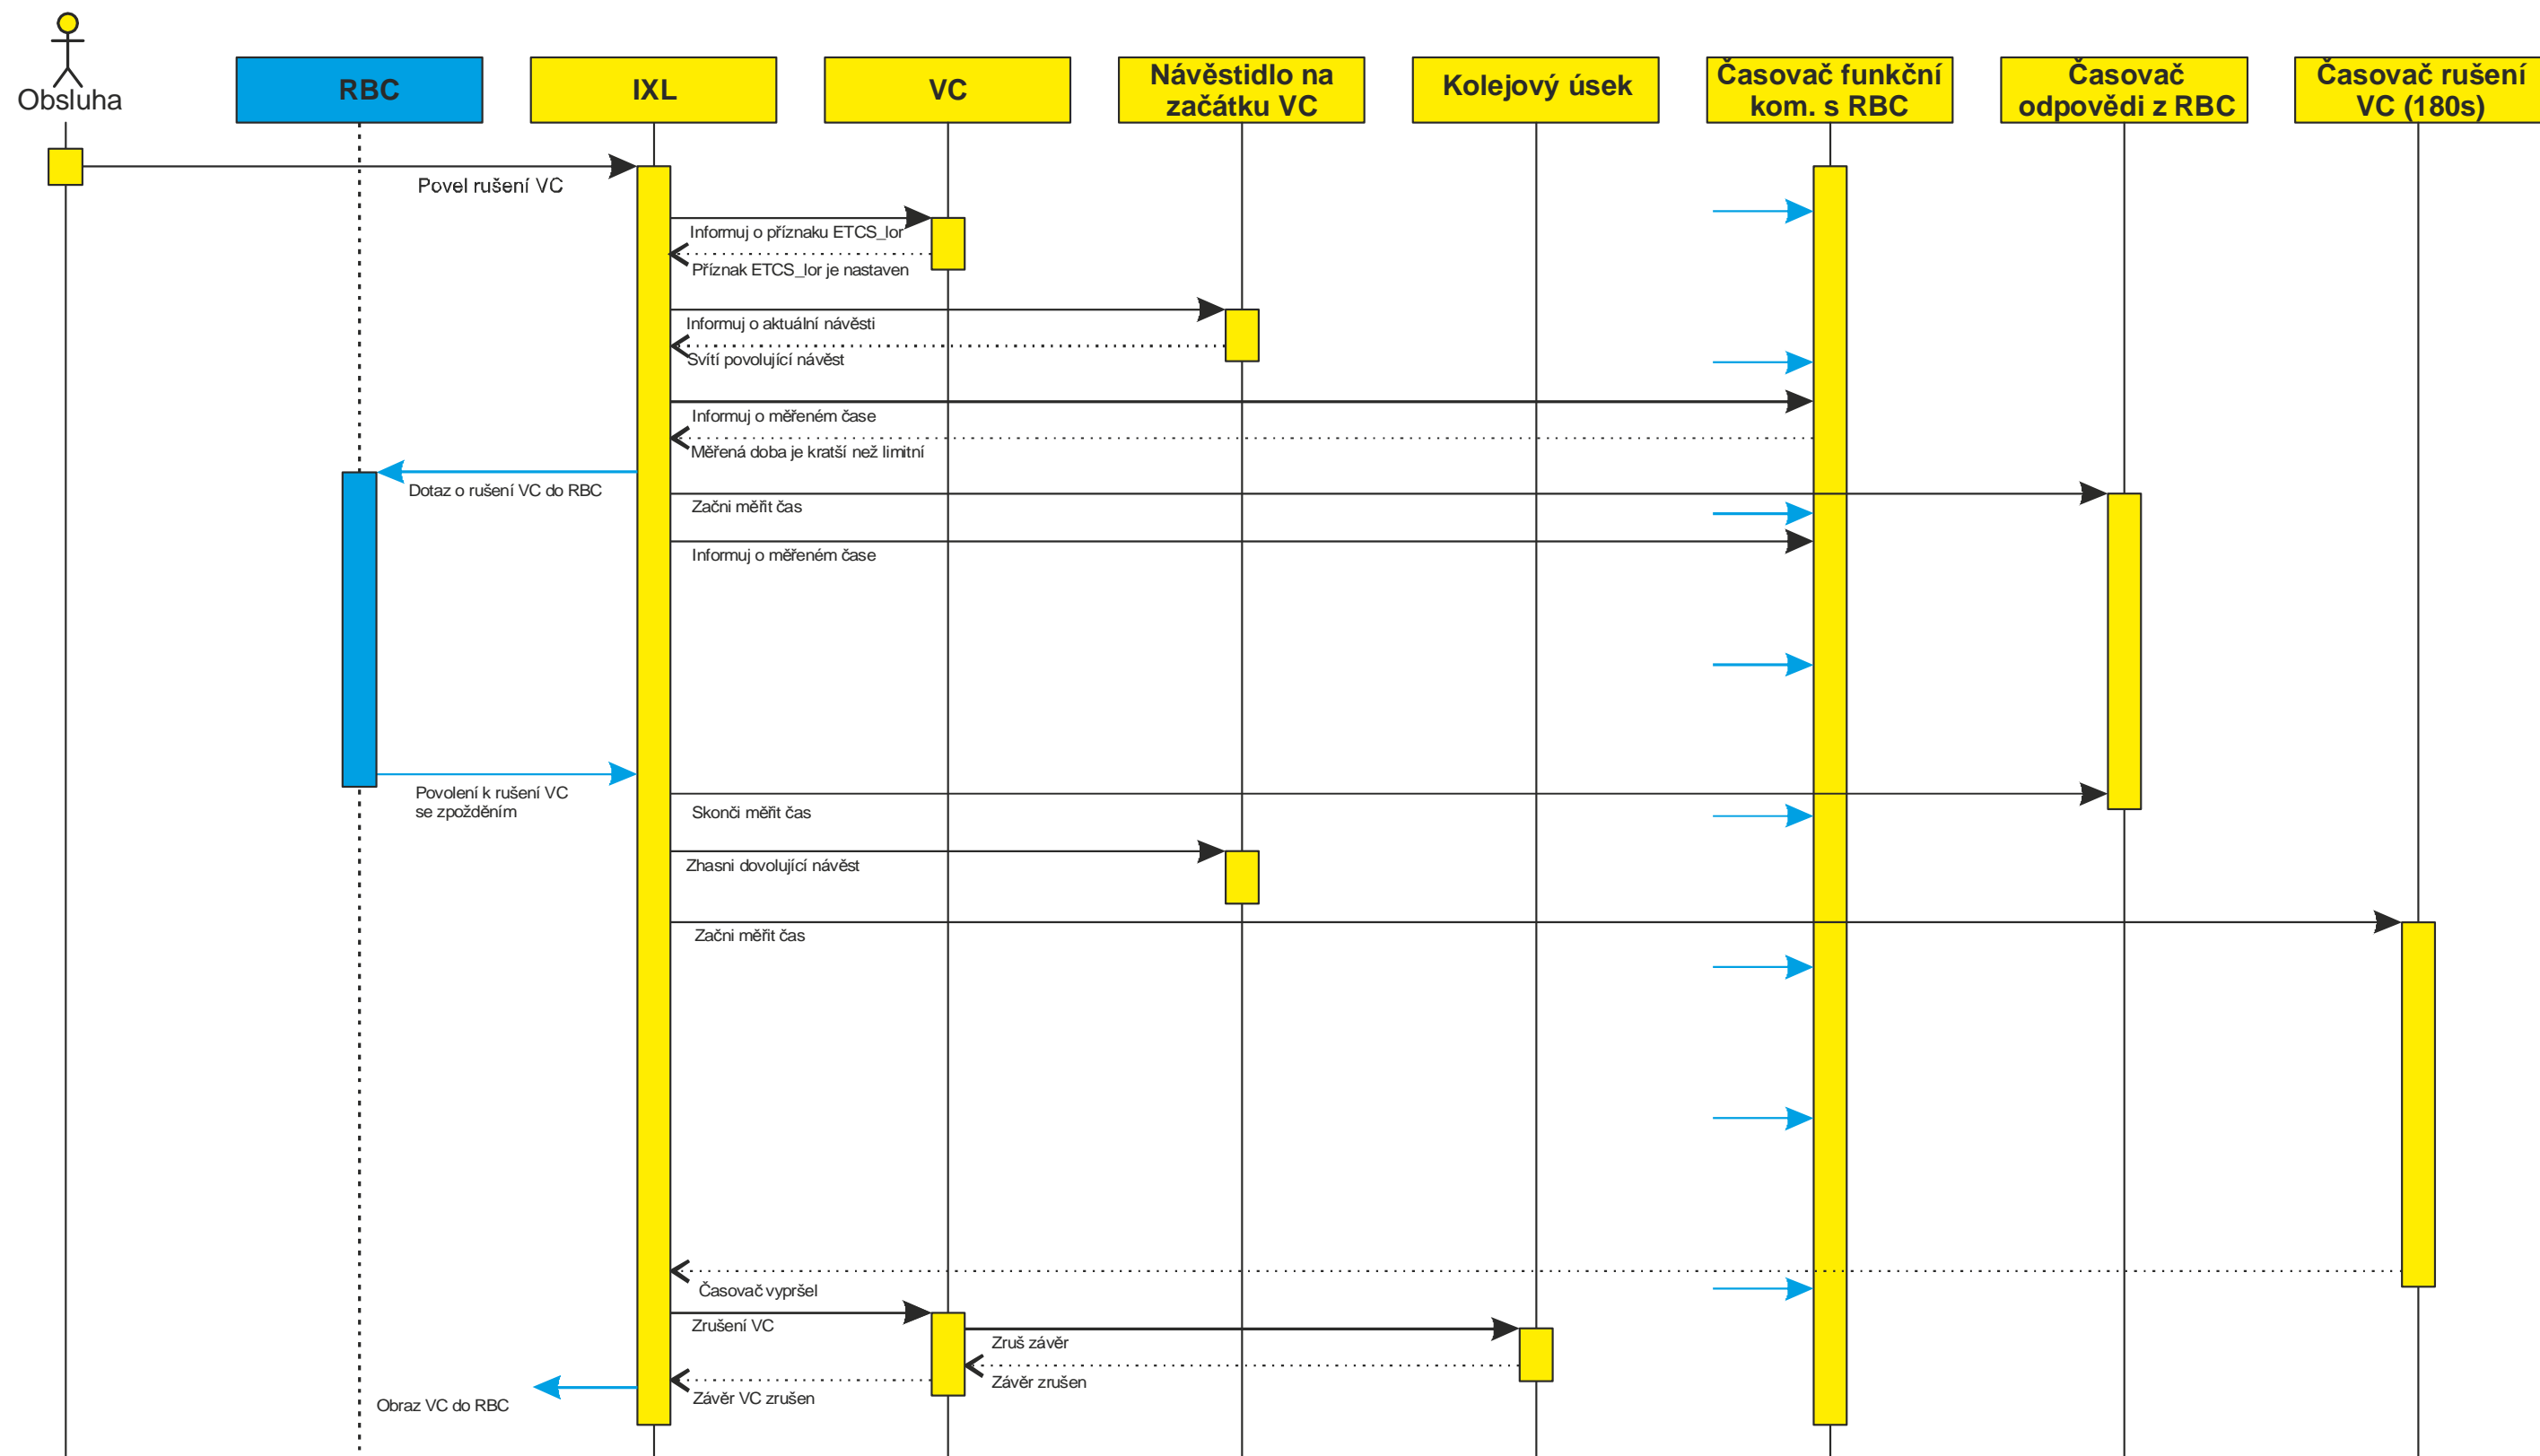 Obsluha
RBC
IXL
VC
Návěstidlo na
začátku VC
Kolejový úsek
Časovač funkční
kom. s RBC
Časovač
odpovědi z RBC
Časovač rušení
VC (180s)
Povel rušení VC
Informuj o příznaku ETCS_lor
Příznak ETCS_lor je nastaven
Informuj o aktuální návěsti
Svítí povolující návěst
Informuj o měřeném čase
Měřená doba je kratší než limitní
Dotaz o rušení VC do RBC
Začni měřit čas
Informuj o měřeném čase
Povolení k rušení VC
se zpožděním
Skonči měřit čas
Zhasni dovolující návěst
Začni měřit čas
Časovač vypršel
Zrušení VC
Zruš závěr
Závěr zrušen
Závěr VC zrušen
Obraz VC do RBC